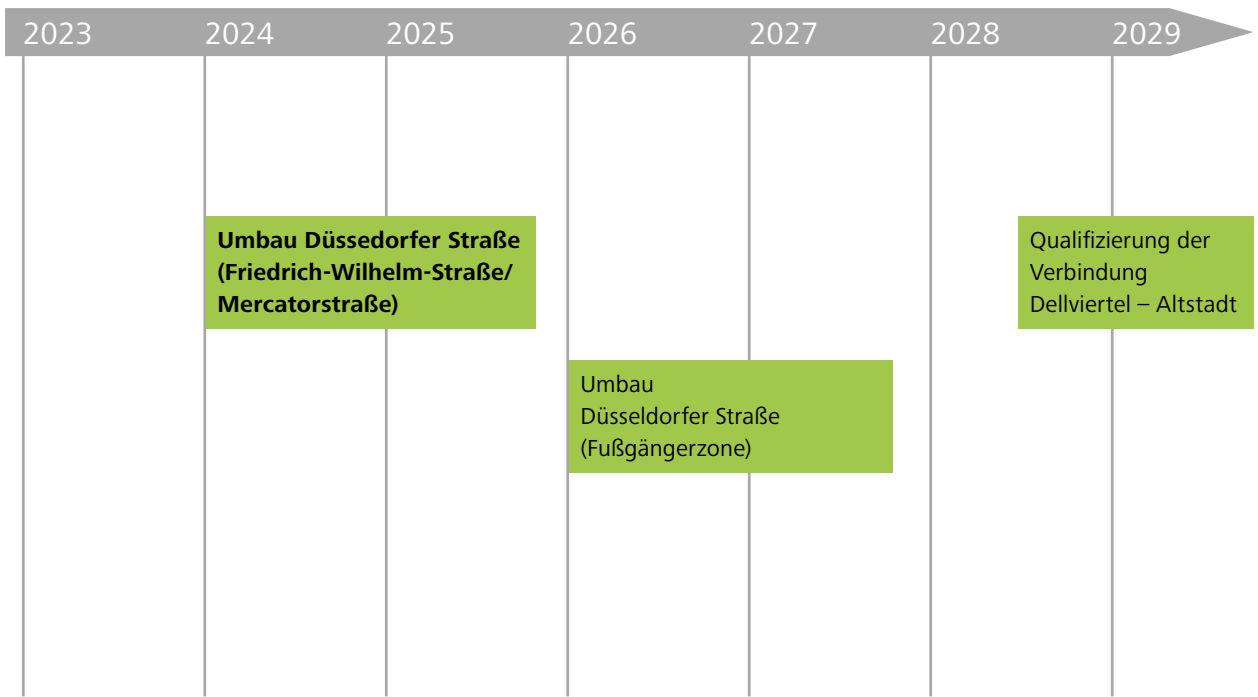 2023 2024 2025 2026 2027 2028 2029
Umbau Düssedorfer Straße
(Friedrich-Wilhelm-Straße/
Mercatorstraße)
Qualifizierung der
Verbindung
Dellviertel – Altstadt
Umbau
Düsseldorfer Straße
(Fußgängerzone)